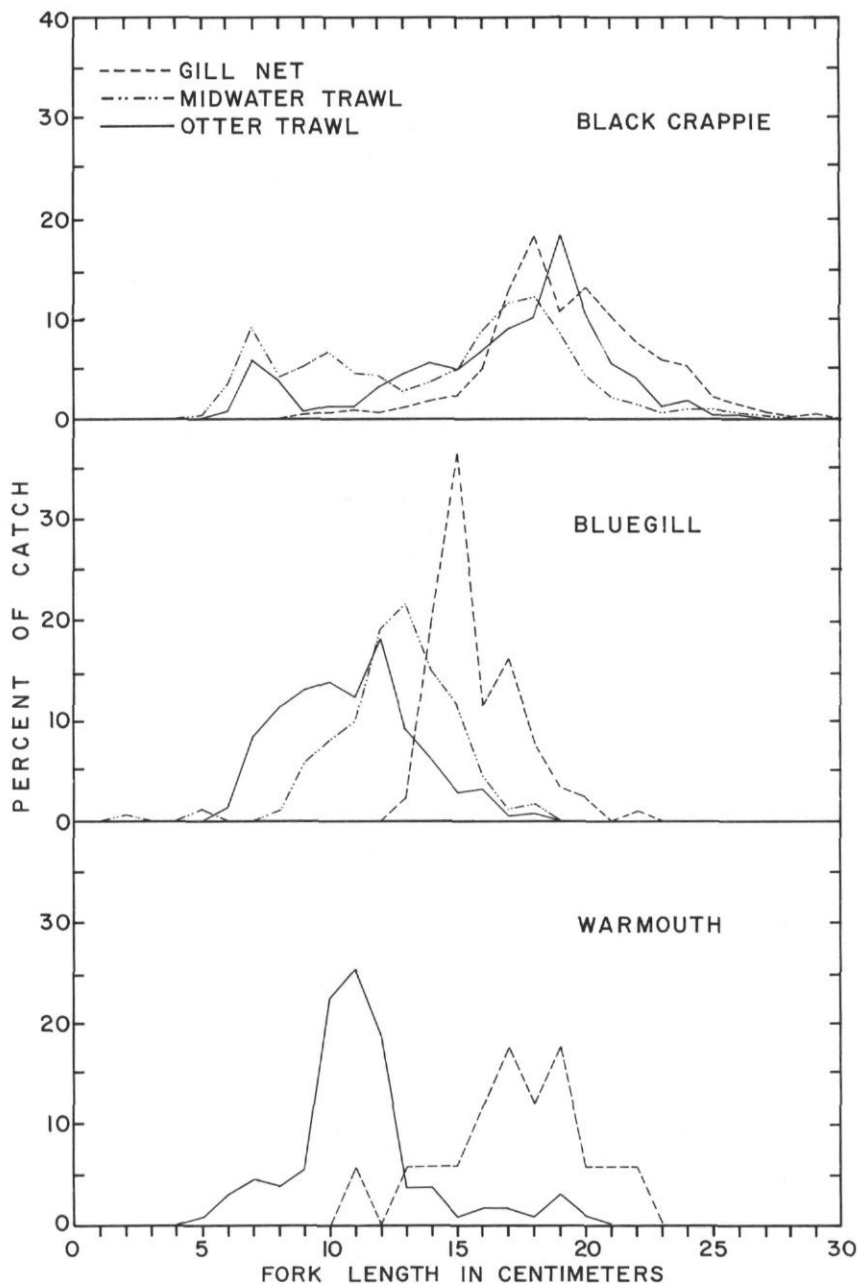 40
GILL NET
MIDWATER TRAWL
OTTER TRAWL
BLACK CRAPPIE
30
20
10
0
BLUEGILL
30
20
10
0
PERCENT OF CATCH
WARMOUTH
30
20
10
0
0 5 10 15 20 25 30
FORK LENGTH IN CENTIMETERS